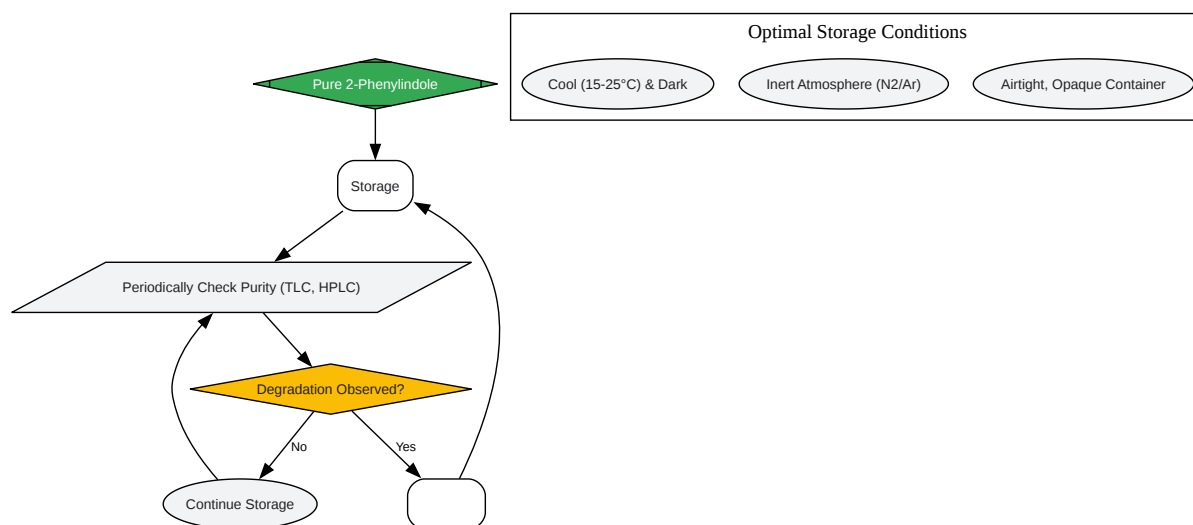 Optimal Storage Conditions
Pure 2-Phenylindole
Cool (15-25°C) & Dark
Inert Atmosphere (N2/Ar)
Airtight, Opaque Container
Storage
Periodically Check Purity (TLC, HPLC)
Degradation Observed?
No
Yes
Continue Storage